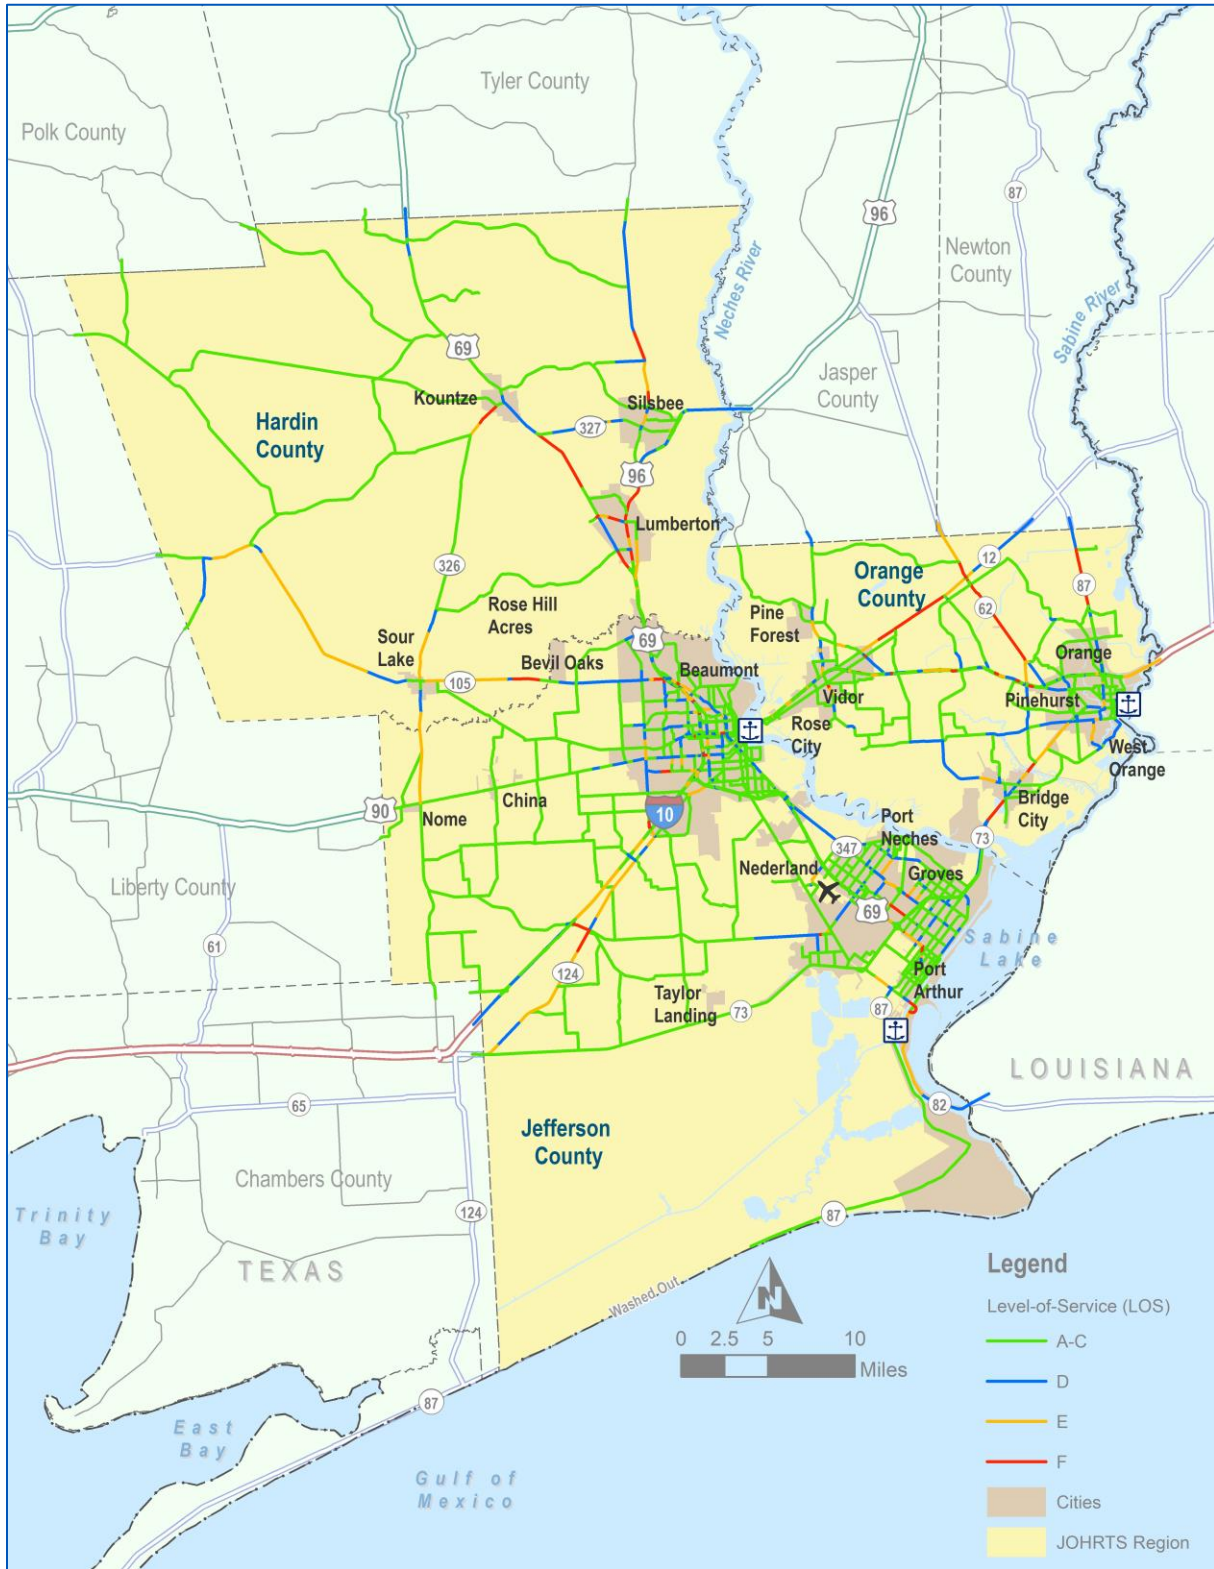 Tyler County
Polk County
87
96
Newton
County
Neches River
Sabine River
69
Jasper
County
Kountze
Silsbee
Hardin
County
327
96
Lumberton
12
326
Orange
County
87
Rose Hill
Acres
Pine
Forest
62
Sour
Lake
69
Orange
Bevil Oaks
Beaumont
105
Vidor
Pinehurst
Rose
City
West
Orange
China
Bridge
City
90
Nome
10
Port
Neches
73
347
Nederland
Groves
Liberty County
69
61
Sabine
Lake
124
Port
Arthur
Taylor
Landing
73
87
LOUISIANA
65
82
Jefferson
County
Chambers County
Trinity
Bay
124
87
TEXAS
Washed Out
N
Legend
Level-of-Service (LOS)
0 2.5 5 10
Miles
A-C
D
87
E
East
Bay
F
Gulf of
Mexico
Cities
JOHRTS Region